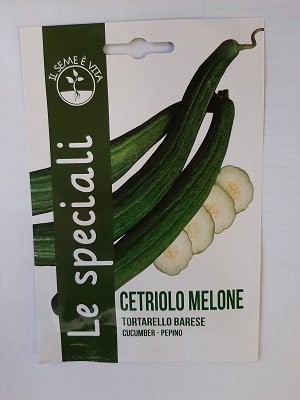 IL SEME È VITA
Le speciali
CETRIOLO MELONE
TORTARELLO BARESE
CUCUMBER - PEPINO